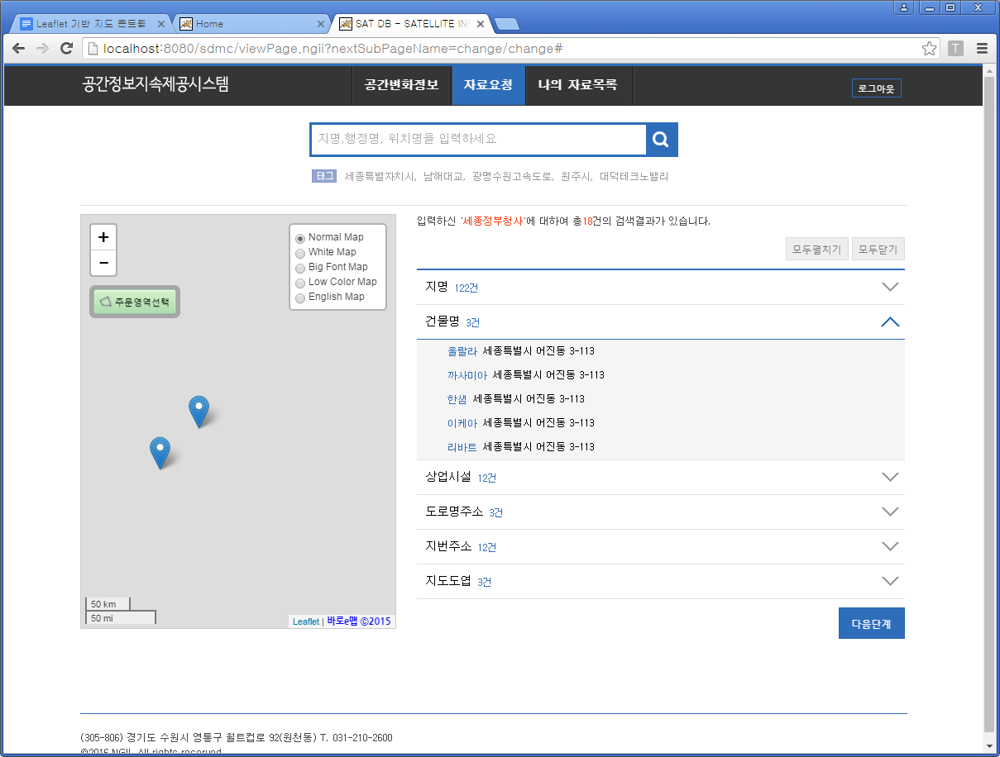 Leaflet 기반 지도 콘트롤
Home
SAT DB - SATELLITE IN
localhost:8080/sdmc/viewPage.ngii?nextSubPageName=change/change#
T
공간정보지속제공시스템
공간변화정보
자료요청
나의 자료목록
로그아웃
지명,행정명, 위치명을 입력하세요
태그 세종특별자치시, 남해대교, 광명수원고속도로, 원주시, 대덕테크노밸리
+
−
주문영역선택
Normal Map
White Map
Big Font Map
Low Color Map
English Map
50 km
50 mi
Leaflet | 바로e맵 ©2015
입력하신 '세종정부청사'에 대하여 총18건의 검색결과가 있습니다.
모두펼치기
모두닫기
지명 122건
건물명 3건
울랄라 세종특별시 어진동 3-113
까사미아 세종특별시 어진동 3-113
한샘 세종특별시 어진동 3-113
이케아 세종특별시 어진동 3-113
리바트 세종특별시 어진동 3-113
상업시설 12건
도로명주소 3건
지번주소 12건
지도도엽 3건
다음단계
(305-806) 경기도 수원시 영통구 월트컵로 92(원천동) T. 031-210-2600
©2016 NGII. All rights reserved